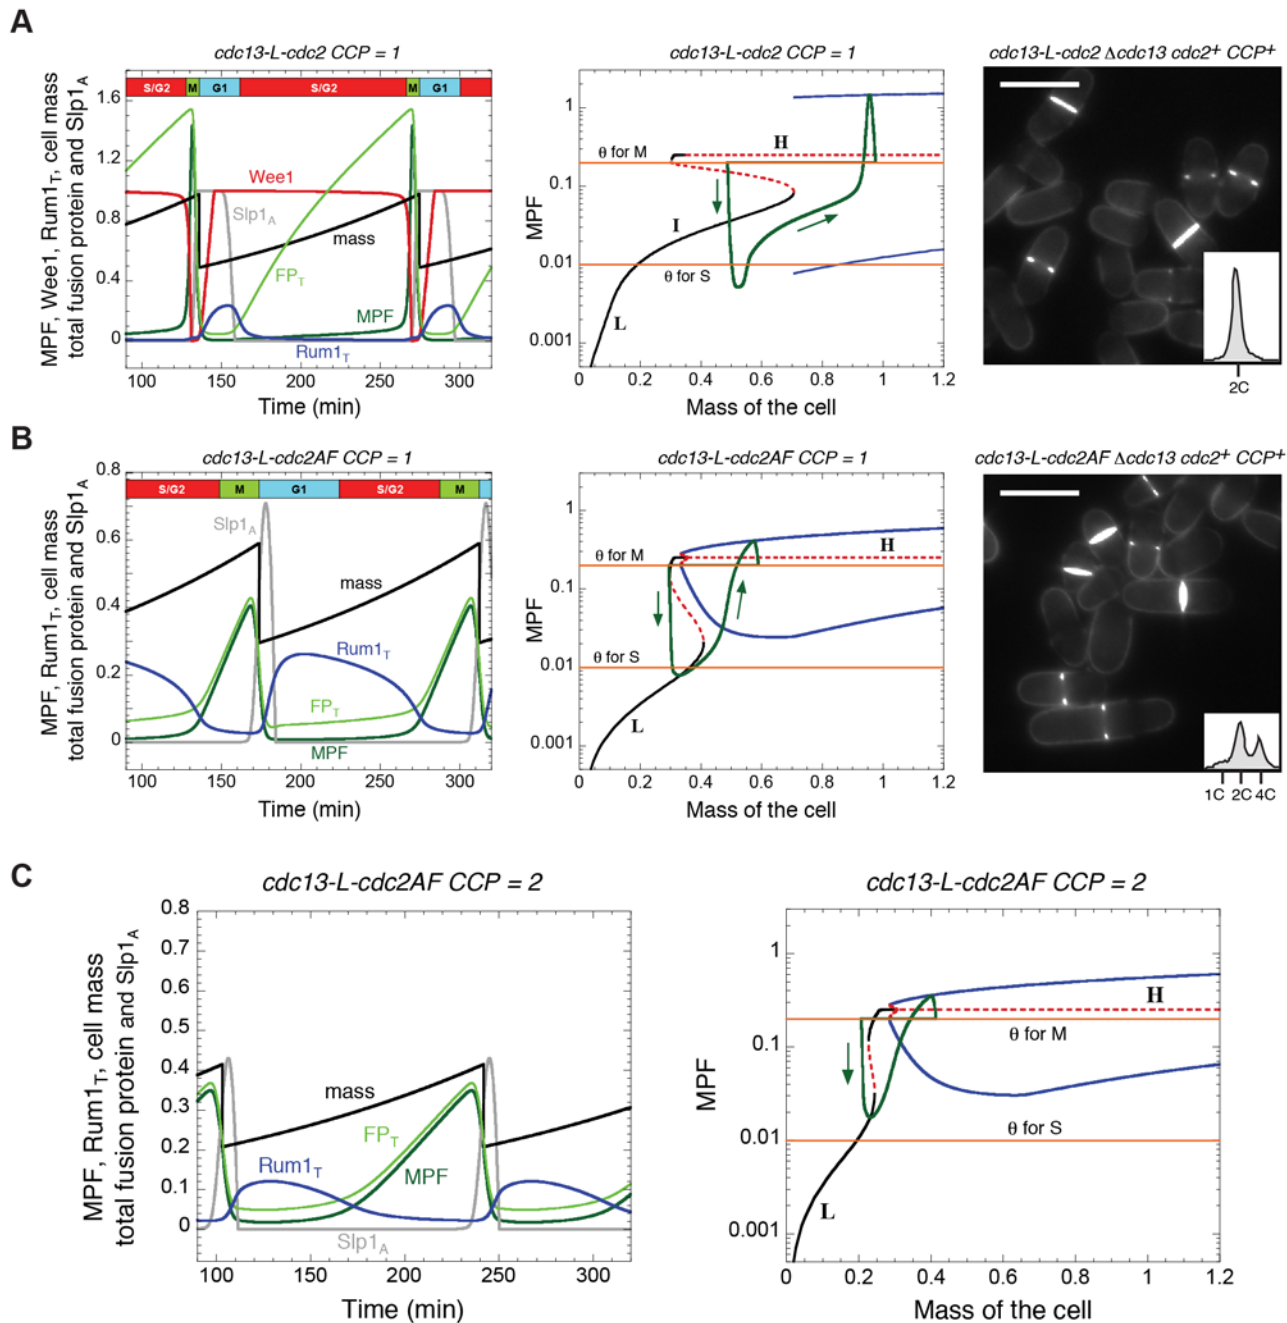 A
cdc13-L-cdc2 CCP = 1
S/G2 M G1 S/G2 M G1
MPF, Wee1, Rum1T, cell mass
total fusion protein and Slp1A
1.6
1.2
0.8
0.4
0
Wee1
Slp1A
mass
FPT
MPF
Rum1T
100 150 200 250 300
Time (min)
cdc13-L-cdc2 CCP = 1
MPF
1
0.1
0.01
0.001
θ for M
H
I
θ for S
L
0 0.2 0.4 0.6 0.8 1 1.2
Mass of the cell
cdc13-L-cdc2 Δcdc13 cdc2+ CCP+
2C
B
cdc13-L-cdc2AF CCP = 1
S/G2 M G1 S/G2 M
MPF, Rum1T, cell mass
total fusion protein and Slp1A
0.8
0.6
0.4
0.2
0
Slp1A
mass
Rum1T
FPT
MPF
100 150 200 250 300
Time (min)
cdc13-L-cdc2AF CCP = 1
MPF
1
0.1
0.01
0.001
θ for M
H
θ for S
L
0 0.2 0.4 0.6 0.8 1 1.2
Mass of the cell
cdc13-L-cdc2AF Δcdc13 cdc2+ CCP+
1C 2C 4C
C
cdc13-L-cdc2AF CCP = 2
MPF, Rum1T, cell mass
total fusion protein and Slp1A
0.8
0.7
0.6
0.5
0.4
0.3
0.2
0.1
0
mass
FPT
Rum1T
MPF
Slp1A
100 150 200 250 300
Time (min)
cdc13-L-cdc2AF CCP = 2
MPF
1
0.1
0.01
0.001
H
θ for M
θ for S
L
0 0.2 0.4 0.6 0.8 1 1.2
Mass of the cell